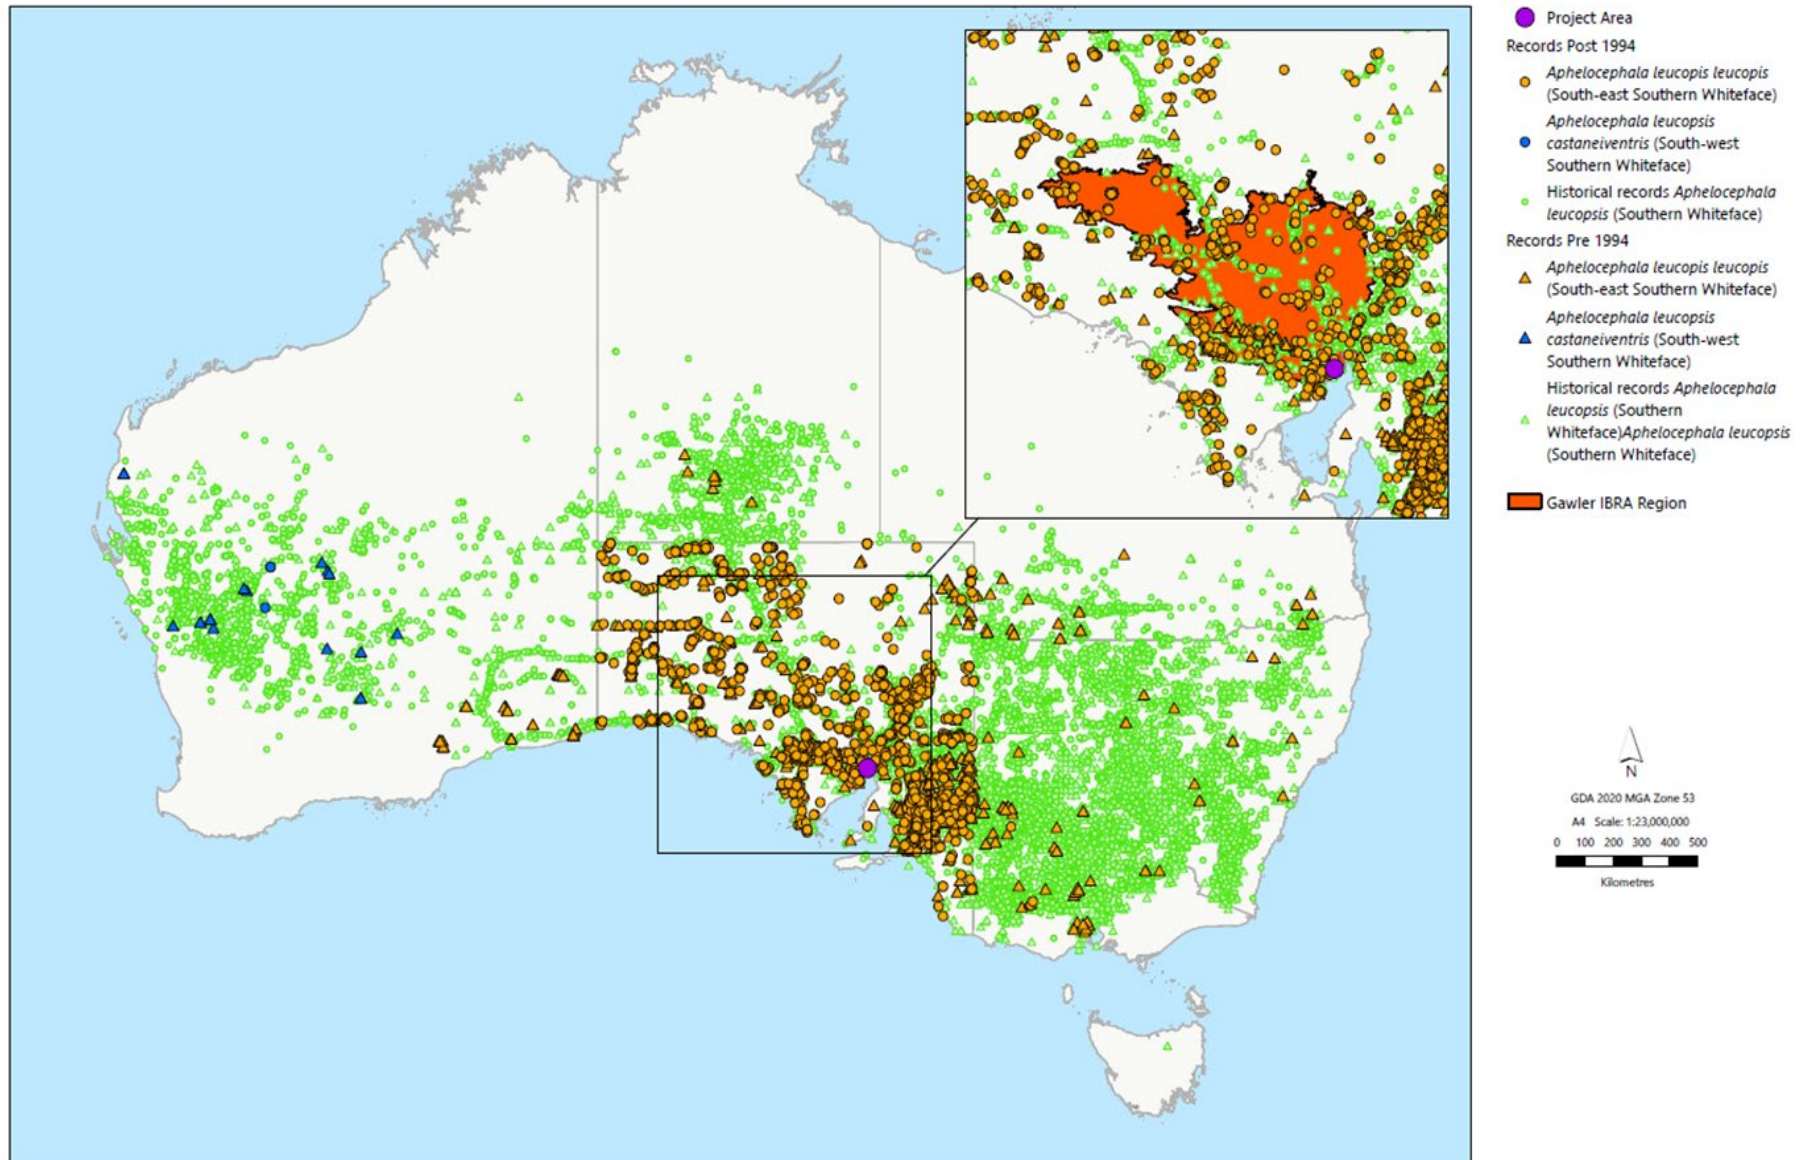 Project Area
Records Post 1994
Aphelocephala leucopis leucopis
(South-east Southern Whiteface)
Aphelocephala leucopsis
castaneiventris (South-west
Southern Whiteface)
Historical records Aphelocephala
leucopsis (Southern Whiteface)
Records Pre 1994
Aphelocephala leucopis leucopis
(South-east Southern Whiteface)
Aphelocephala leucopsis
castaneiventris (South-west
Southern Whiteface)
Historical records Aphelocephala
leucopsis (Southern
Whiteface)Aphelocephala leucopsis
(Southern Whiteface)
Gawler IBRA Region
N
GDA 2020 MGA Zone 53
A4 Scale: 1:23,000,000
0 100 200 300 400 500
Kilometres